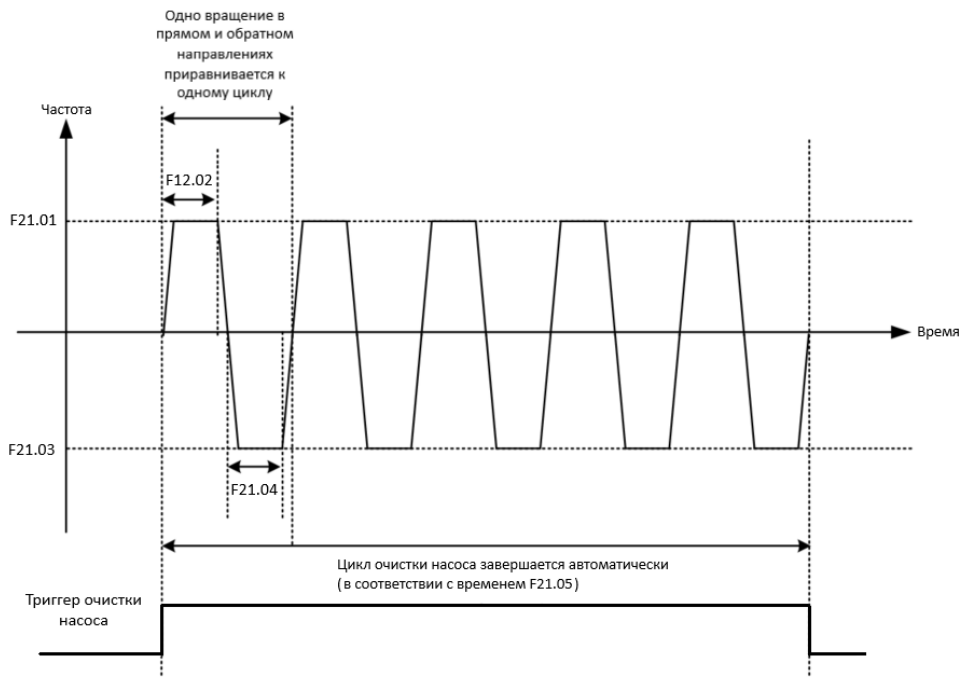 Одно вращение в
прямом и обратном
направлениях
приравнивается к
одному циклу
Частота
F12.02
F21.01
Время
F21.03
F21.04
Цикл очистки насоса завершается автоматически
(в соответствии с временем F21.05)
Триггер очистки
насоса